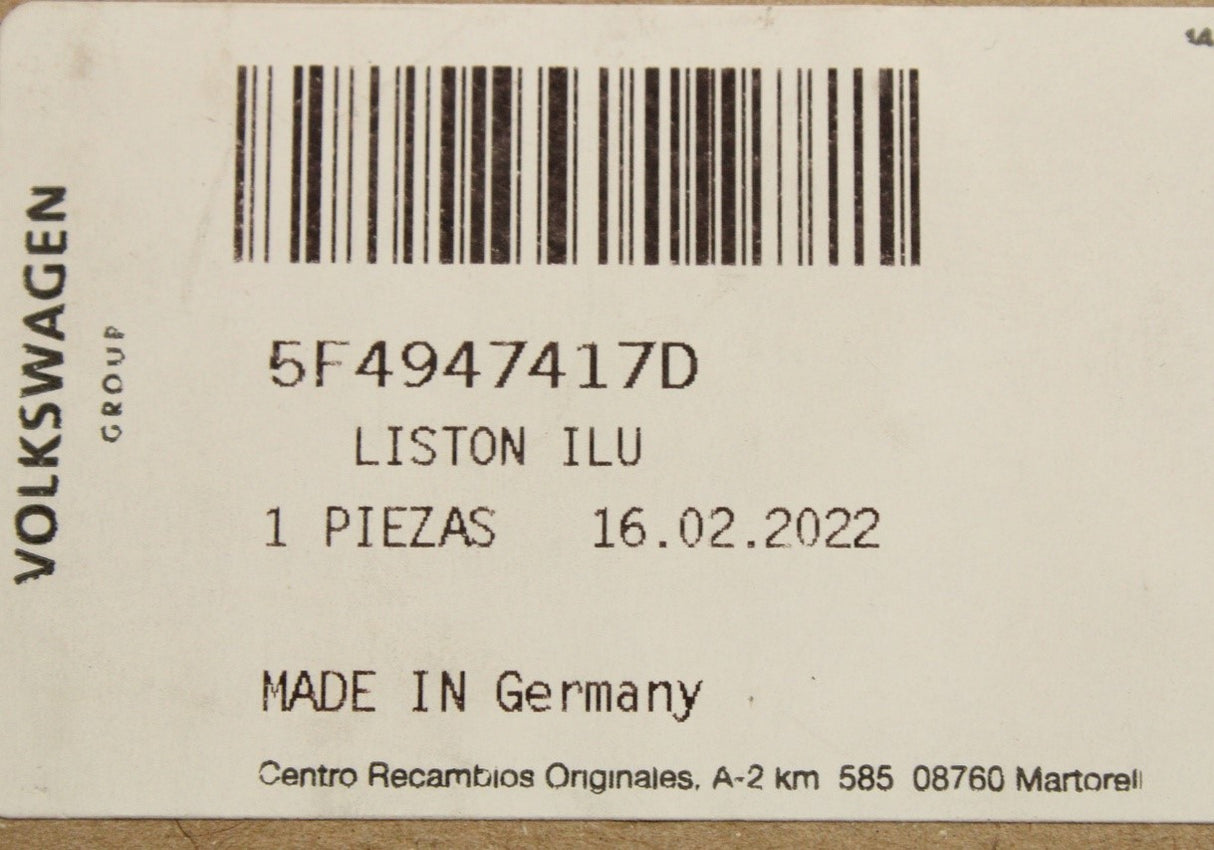 VOLKSWAGEN
GROUP
5F4947417D
LISTON ILU
1 PIEZAS 16.02.2022
MADE IN Germany
Centro Recambios Originales, A-2 km 585 08760 Martorell